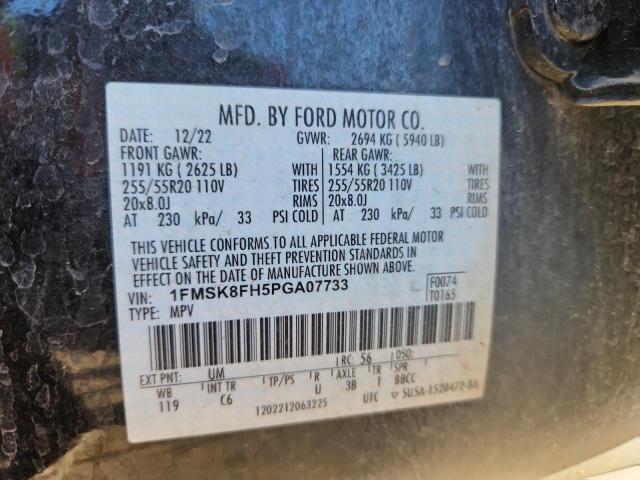 MFD. BY FORD MOTOR CO.
DATE: 12/22 GVWR: 2694 KG ( 5940 LB)
FRONT GAWR: REAR GAWR:
1191 KG ( 2625 LB) WITH 1554 KG ( 3425 LB) WITH
255/55R20 110V TIRES 255/55R20 110V TIRES
20x8.0J RIMS 20x8.0J RIMS
AT 230 kPa/ 33 PSI COLD AT 230 kPa/ 33 PSI COLD
THIS VEHICLE CONFORMS TO ALL APPLICABLE FEDERAL MOTOR
VEHICLE SAFETY AND THEFT PREVENTION STANDARDS IN
EFFECT ON THE DATE OF MANUFACTURE SHOWN ABOVE.
VIN: 1FMSK8FH5PGA07733 F0074
TYPE: MPV T0165
EXT PNT: UM RC: 56 DSO:
WB INT TR TP/PS R AXLE TR SPR
119 C6 U 3B T 8BCC
1202212063225 UTC ▽ 5U5A-1520472-BA